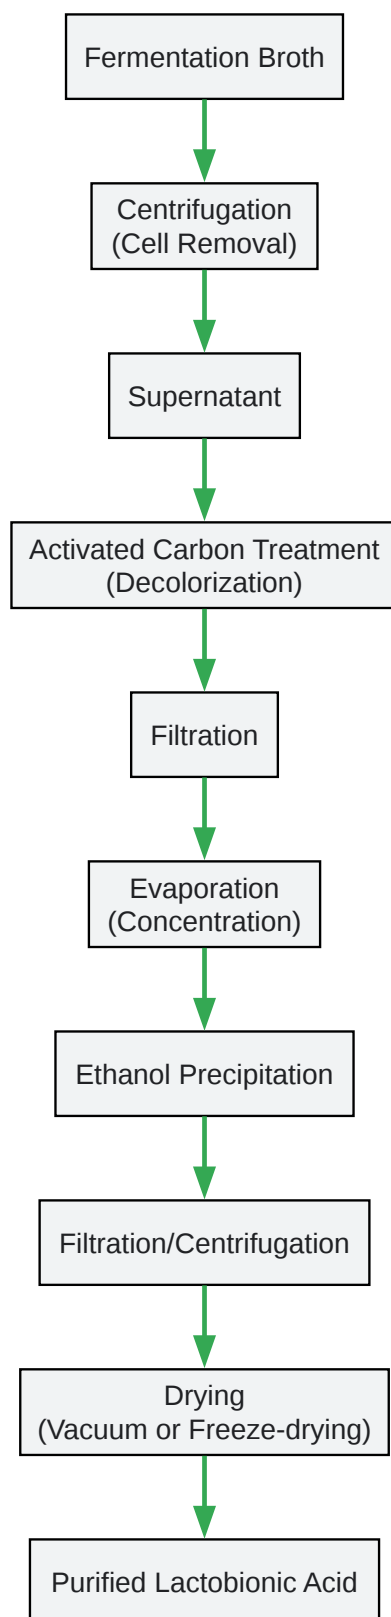 Fermentation Broth
Centrifugation
(Cell Removal)
Supernatant
Activated Carbon Treatment
(Decolorization)
Filtration
Evaporation
(Concentration)
Ethanol Precipitation
Filtration/Centrifugation
Drying
(Vacuum or Freeze-drying)
Purified Lactobionic Acid